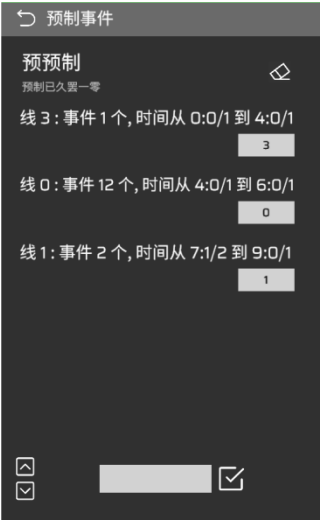 预制事件
预预制
预制已久罢一零
线 3 : 事件 1 个, 时间从 0:0/1 到 4:0/1
3
线 0 : 事件 12 个, 时间从 4:0/1 到 6:0/1
0
线 1 : 事件 2 个, 时间从 7:1/2 到 9:0/1
1